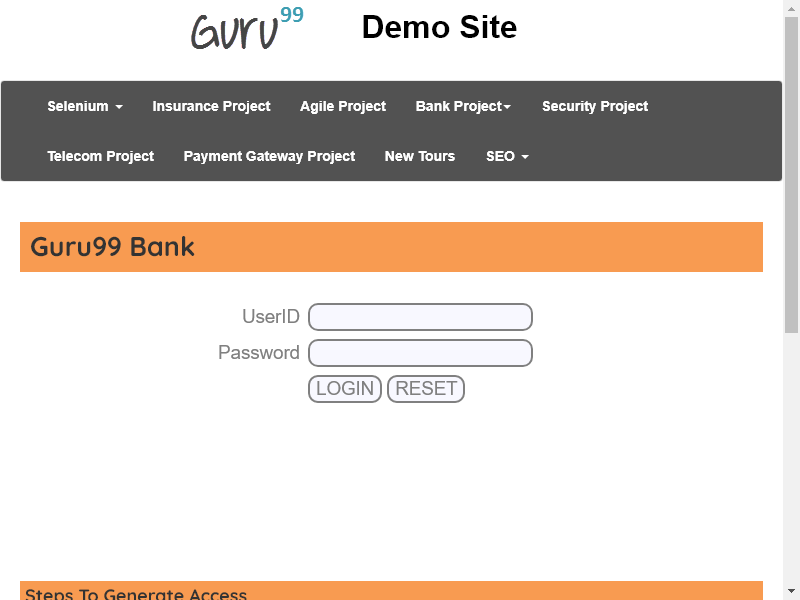 Guru99 Demo Site
Selenium Insurance Project Agile Project Bank Project Security Project
Telecom Project Payment Gateway Project New Tours SEO
Guru99 Bank
UserID
Password
LOGIN RESET
Steps To Generate Access